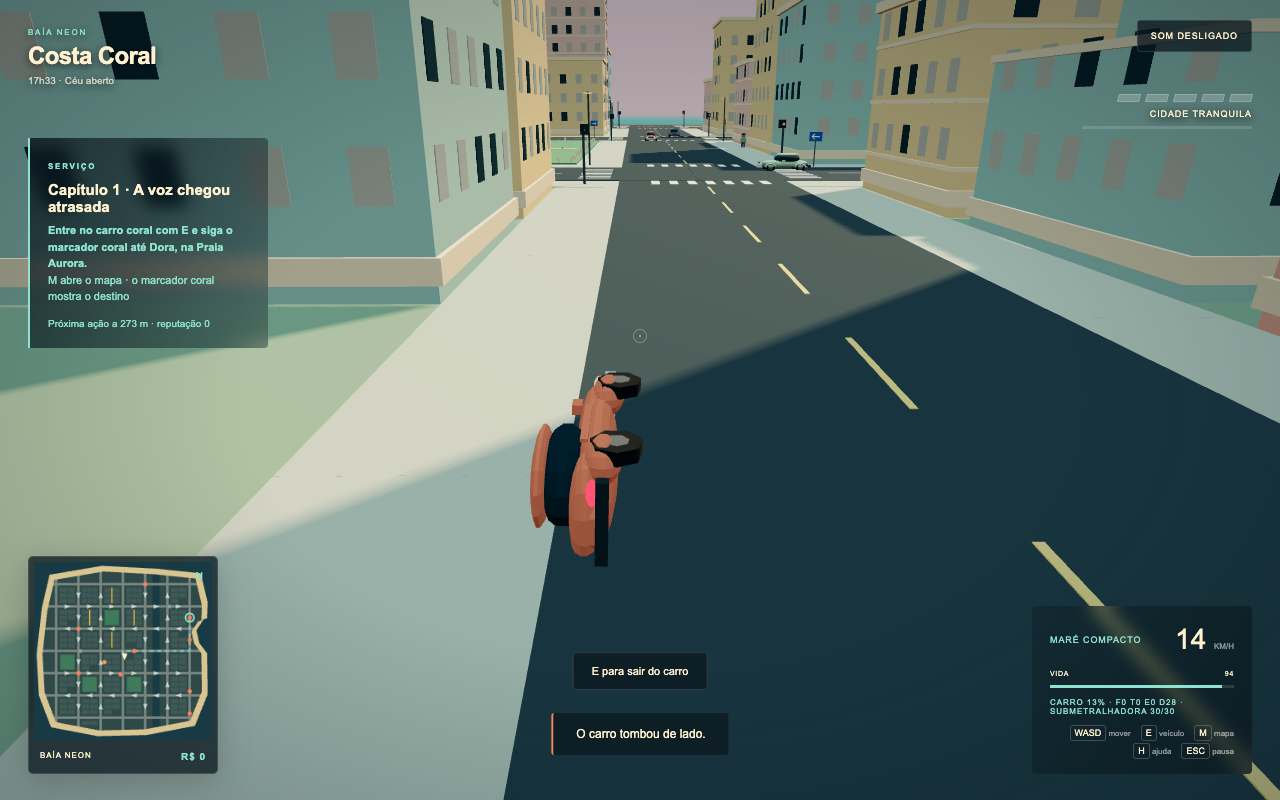 BAÍA NEON
Costa Coral
17h33 · Céu aberto
SOM DESLIGADO
CIDADE TRANQUILA
SERVIÇO
Capítulo 1 · A voz chegou
atrasada
Entre no carro coral com E e siga o
marcador coral até Dora, na Praia
Aurora.
M abre o mapa · o marcador coral
mostra o destino
Próxima ação a 273 m · reputação 0
E para sair do carro
O carro tombou de lado.
BAÍA NEON R$ 0
MARÉ COMPACTO 14 KM/H
VIDA 94
CARRO 13% · F0 T0 E0 D28 ·
SUBMETRALHADORA 30/30
WASD mover E veículo M mapa
H ajuda ESC pausa